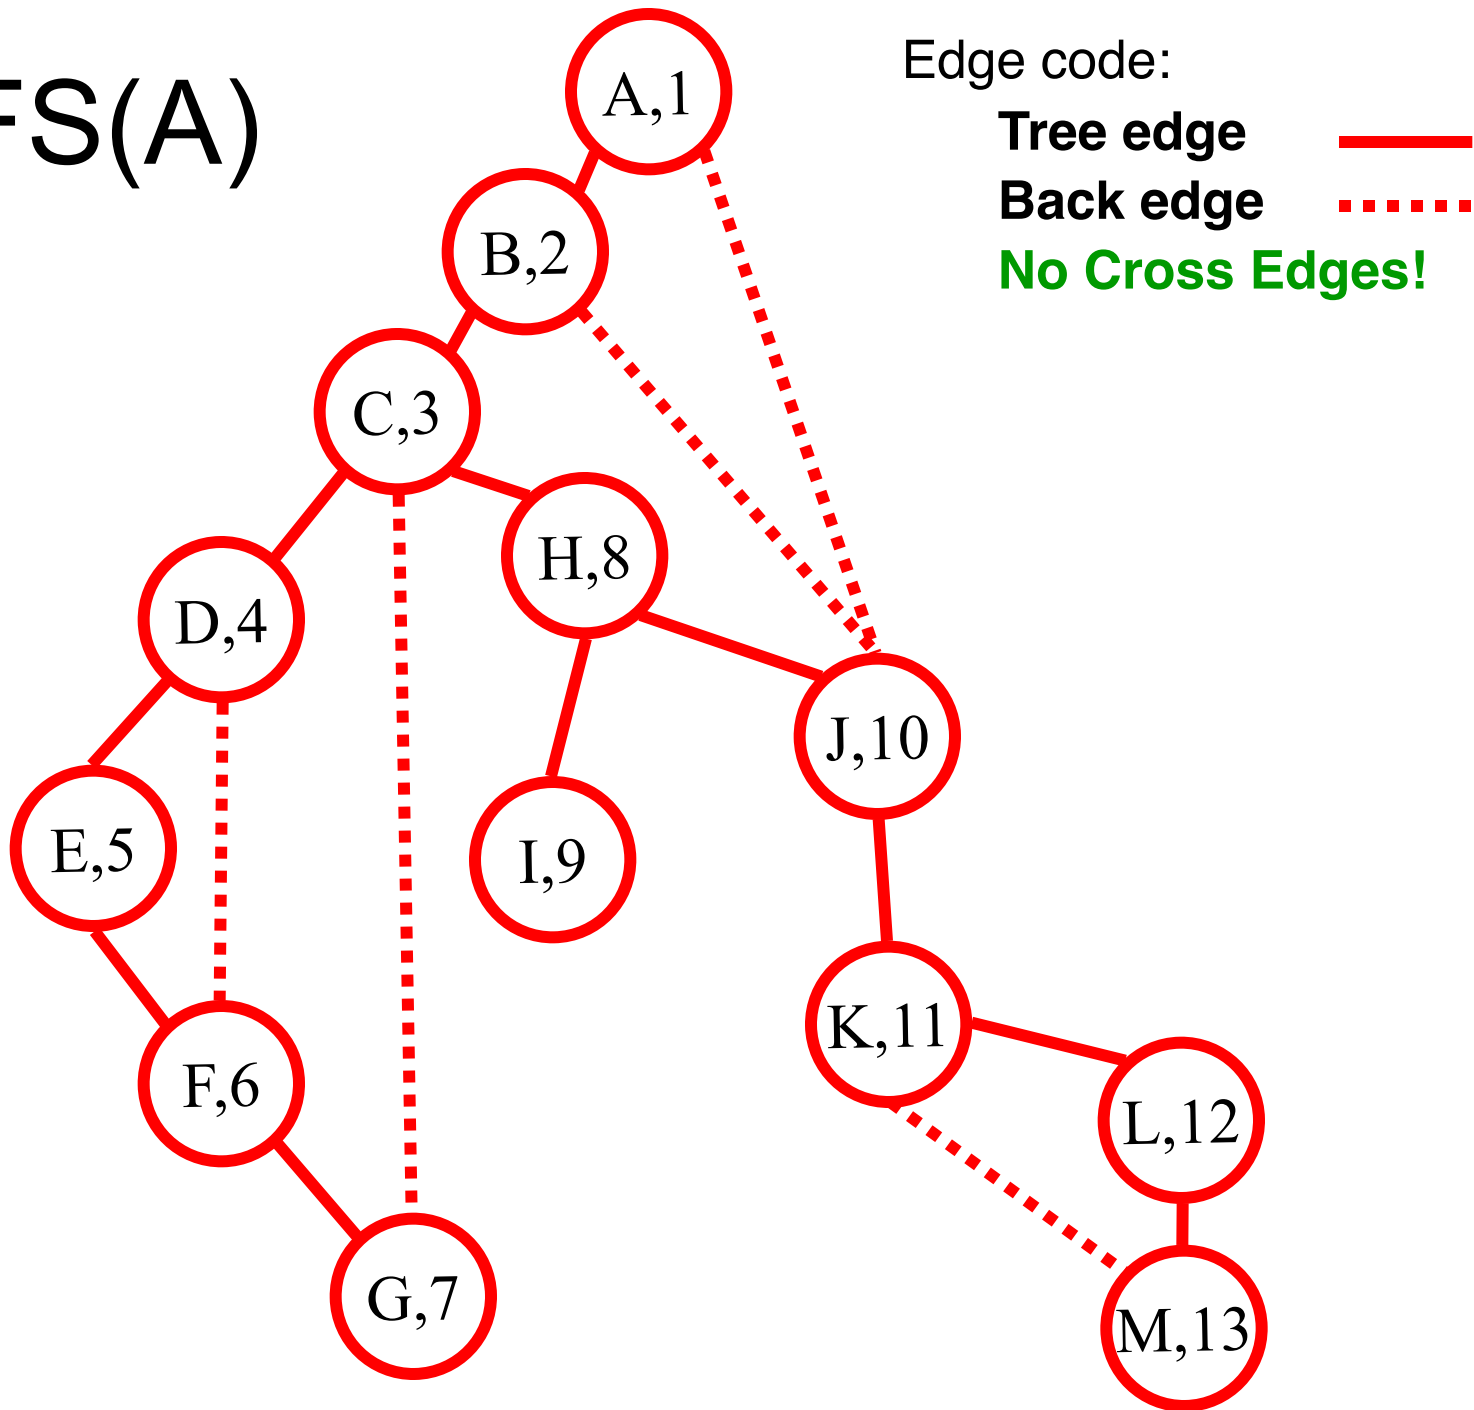 FS(A)
Edge code:
Tree edge
Back edge
No Cross Edges!
A,1
B,2
C,3
H,8
D,4
J,10
E,5
I,9
K,11
F,6
L,12
G,7
M,13